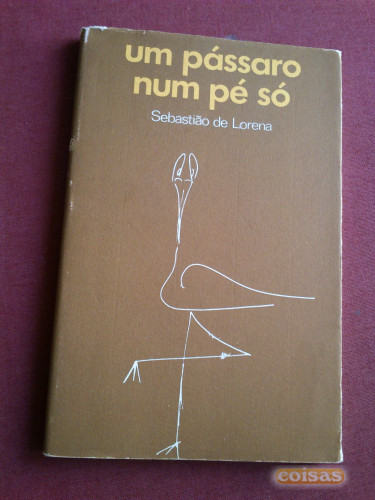 um pássaro
num pé só
Sebastião de Lorena
coisas